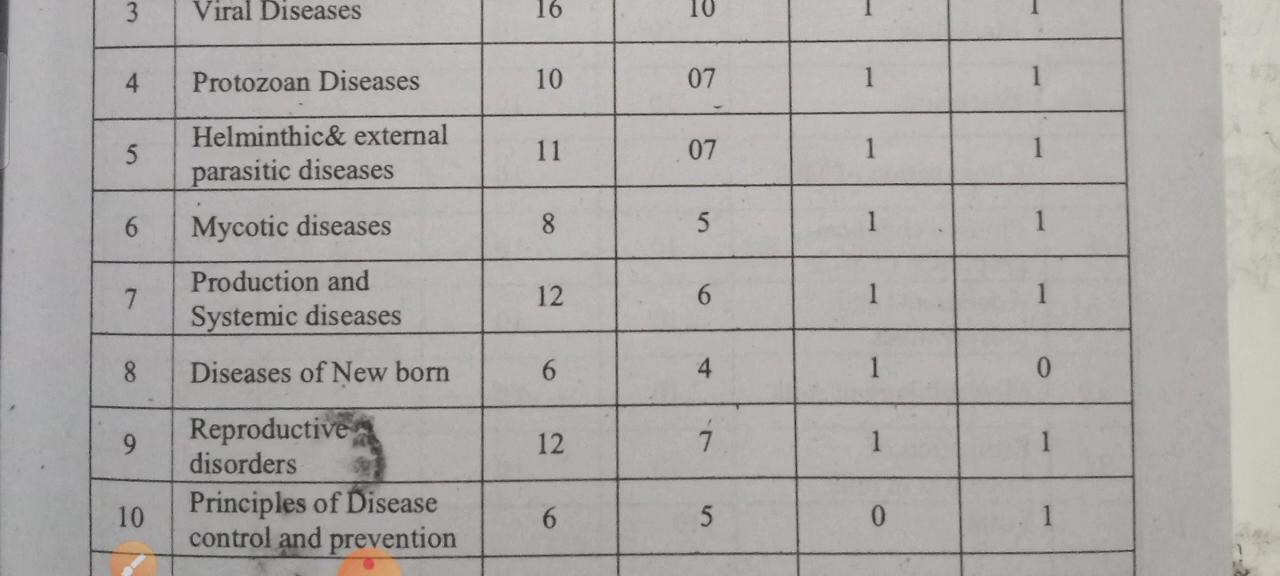 3 Viral Diseases 16 10 1 1
4 Protozoan Diseases 10 07 1 1
Helminthic& external
5 11 07 1 1
parasitic diseases
6 Mycotic diseases 8 5 1 1
Production and
7 12 6 1 1
Systemic diseases
8 Diseases of New born 6 4 1 0
Reproductive
9 12 7 1 1
disorders
Principles of Disease
10 6 5 0 1
control and prevention